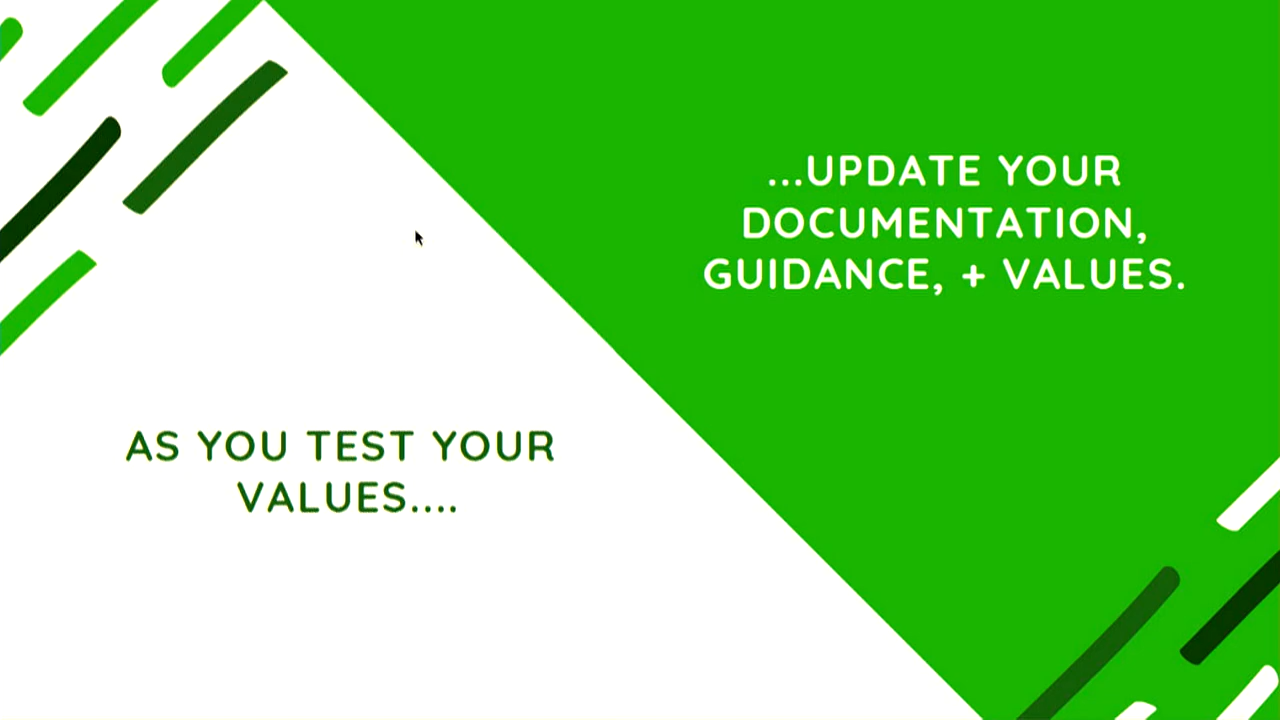 AS YOU TEST YOUR
VALUES....
...UPDATE YOUR
DOCUMENTATION,
GUIDANCE, + VALUES.